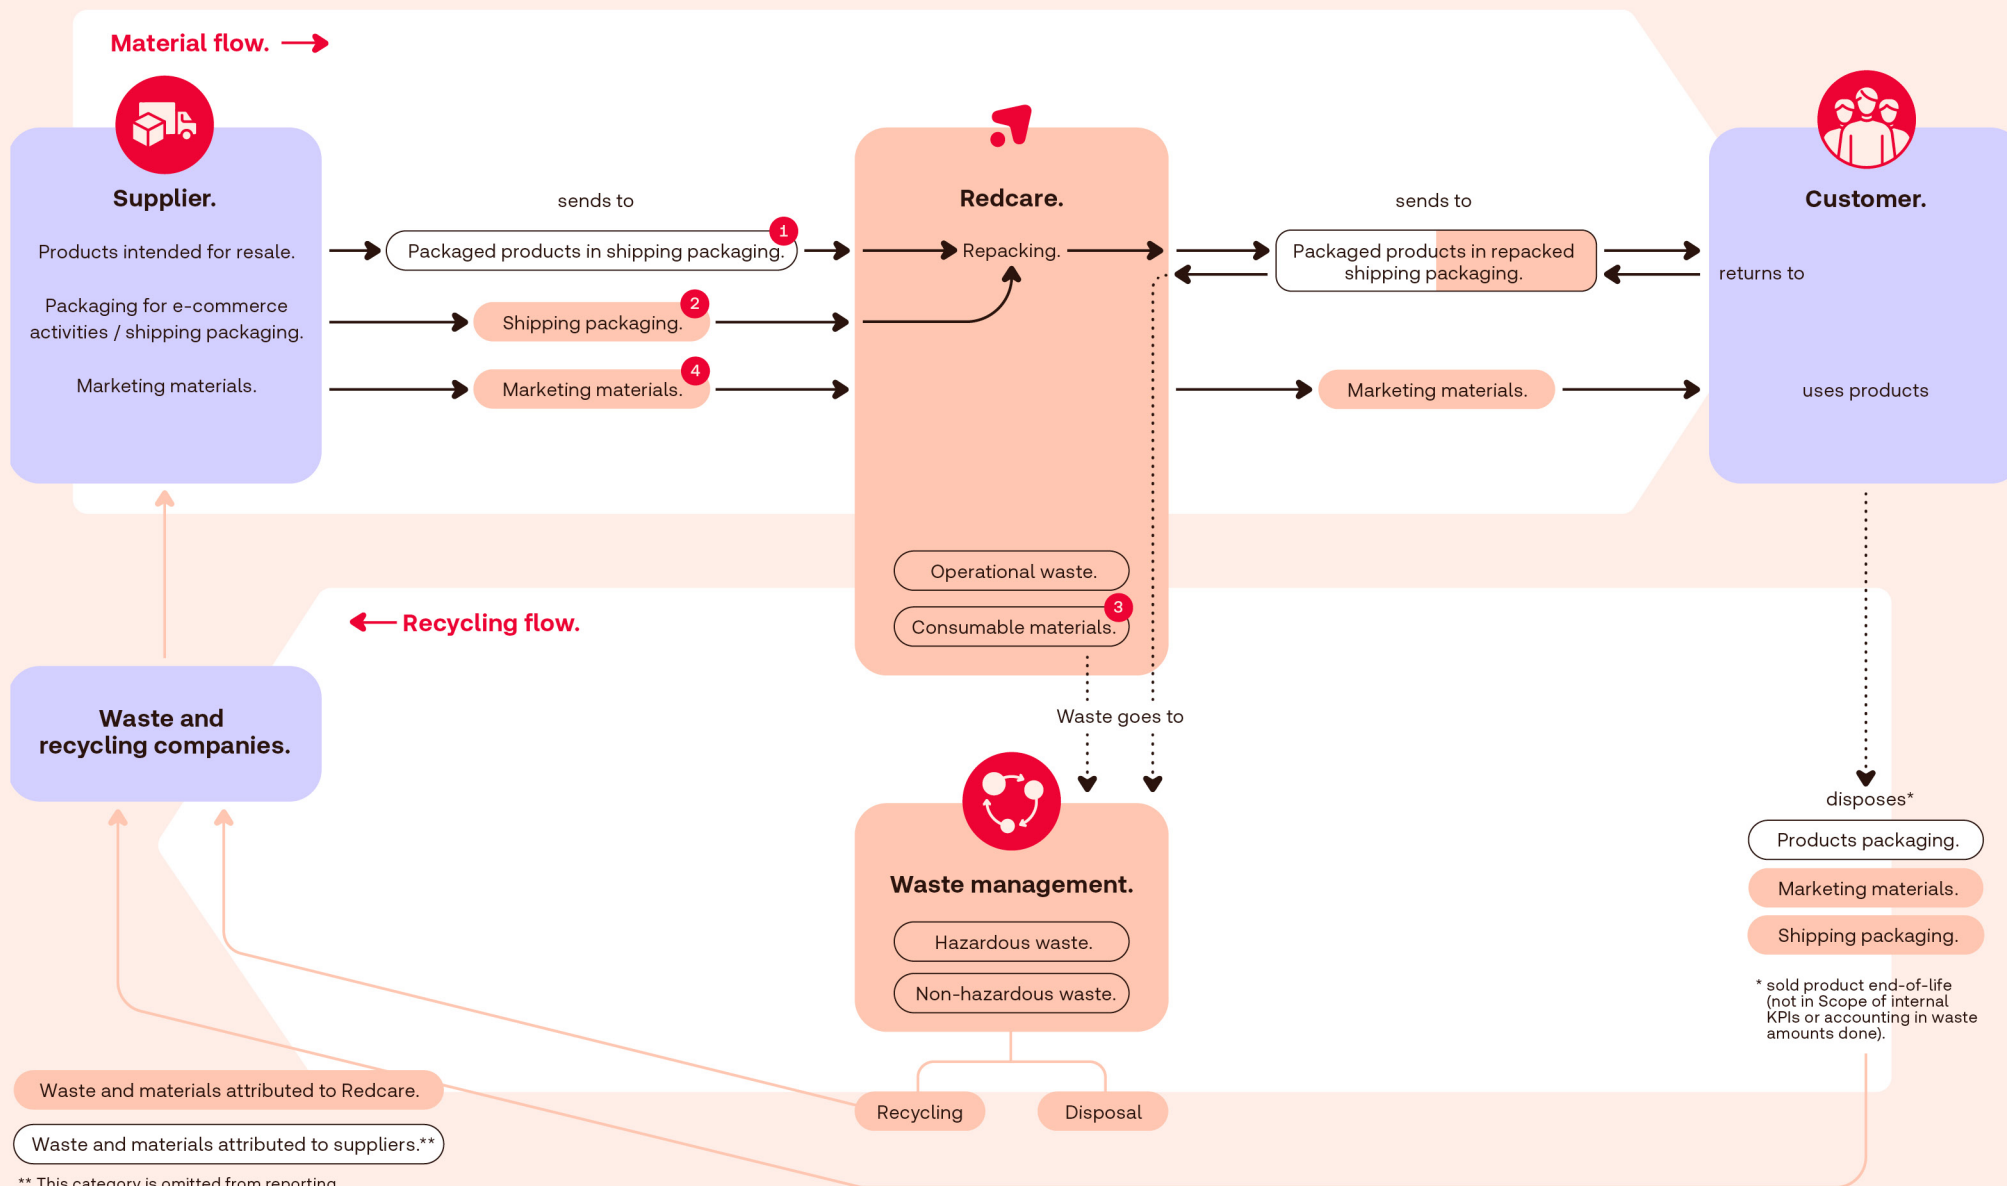 Material flow.
Supplier.
Products intended for resale.
Packaging for e-commerce
activities / shipping packaging.
Marketing materials.
sends to
Packaged products in shipping packaging.
1
Shipping packaging.
2
Marketing materials.
4
Redcare.
Repacking.
Operational waste.
Consumable materials.
3
sends to
Packaged products in repacked
shipping packaging.
Marketing materials.
Customer.
returns to
uses products
Recycling flow.
Waste and
recycling companies.
Waste goes to
Waste management.
Hazardous waste.
Non-hazardous waste.
Recycling
Disposal
disposes*
Products packaging.
Marketing materials.
Shipping packaging.
* sold product end-of-life
(not in Scope of internal
KPIs or accounting in waste
amounts done).
Waste and materials attributed to Redcare.
Waste and materials attributed to suppliers.**
** This category is omitted from reporting